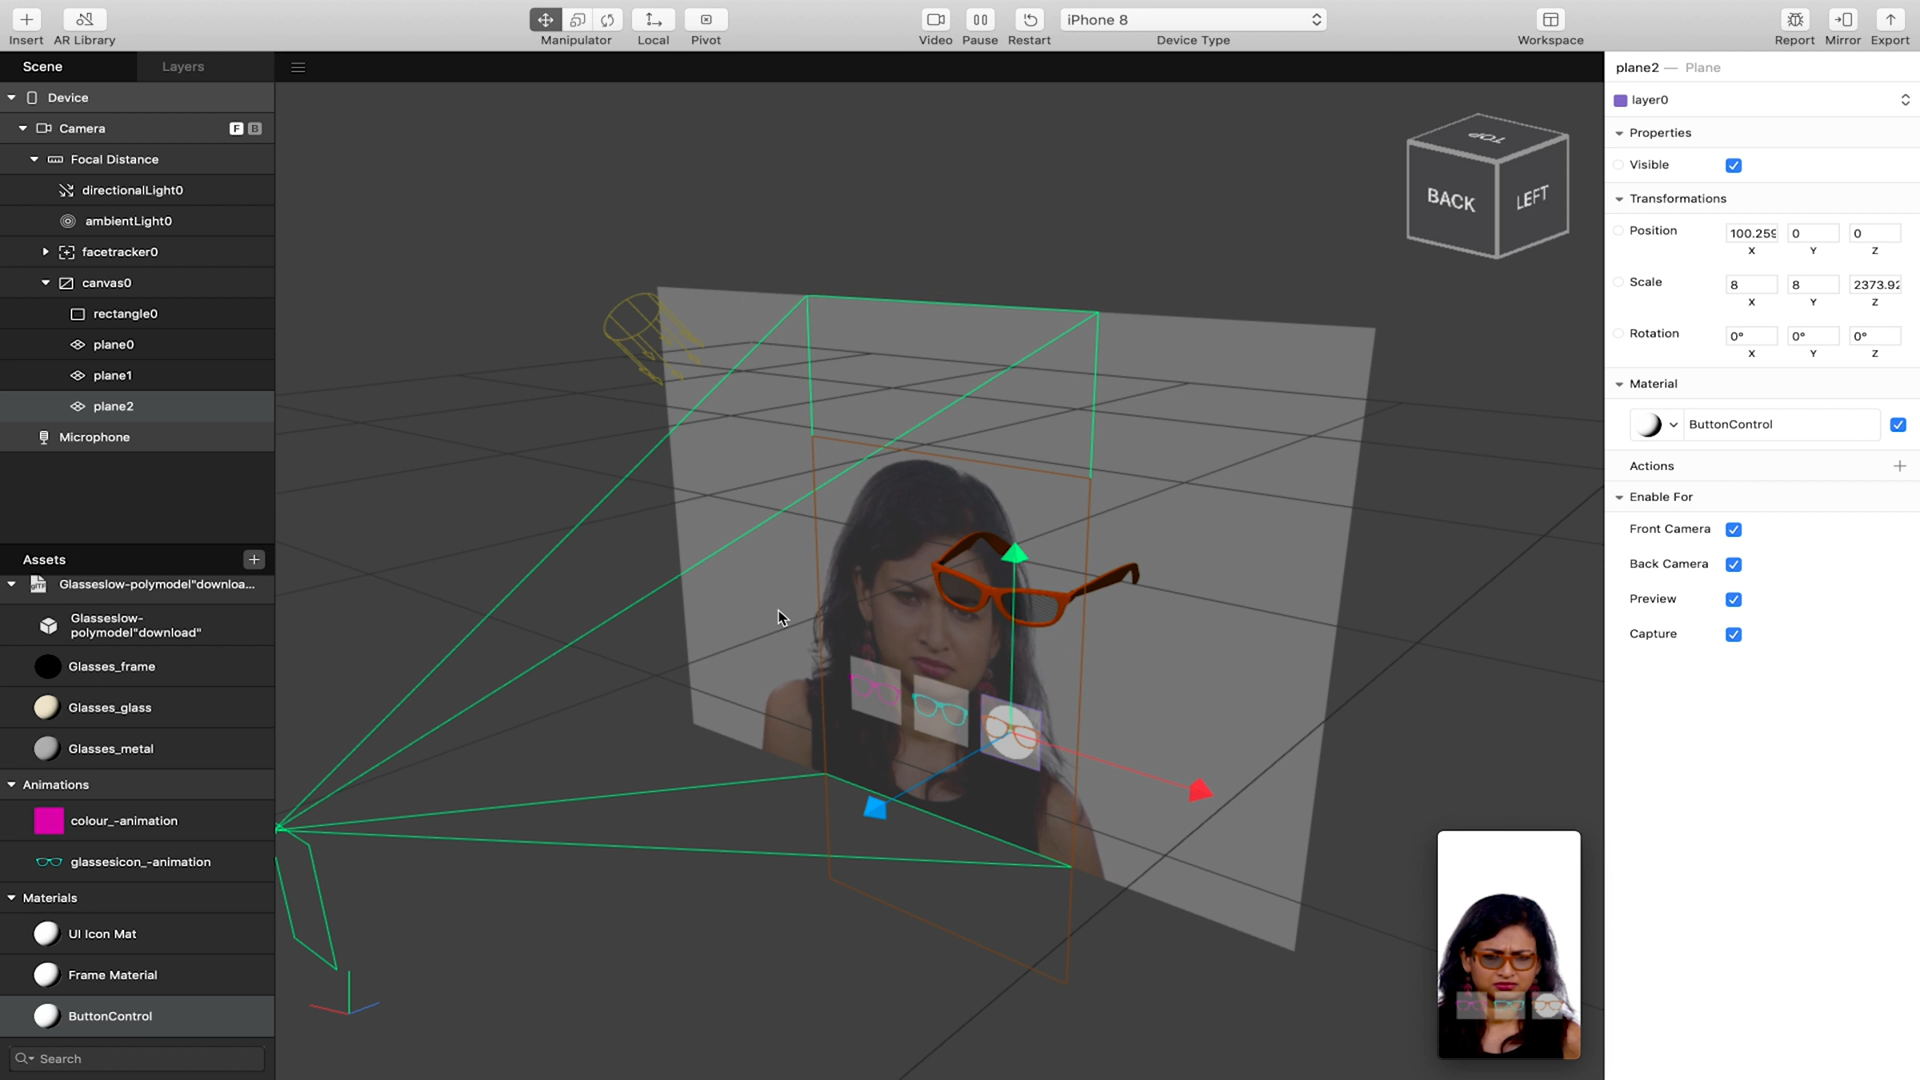 Insert
AR Library
Manipulator
Local
Pivot
Video
Pause
Restart
iPhone 8
Device Type
Workspace
Report
Mirror
Export
Scene
Layers
Device
Camera
F
B
Focal Distance
directionalLight0
ambientLight0
facetracker0
canvas0
rectangle0
plane0
plane1
plane2
Microphone
Assets
Glasseslow-polymodel"downloa...
Glasseslow-
polymodel"download"
Glasses_frame
Glasses_glass
Glasses_metal
Animations
colour_-animation
glassesicon_-animation
Materials
UI Icon Mat
Frame Material
ButtonControl
Search
TOP
BACK
LEFT
plane2 — Plane
layer0
Properties
Visible
Transformations
Position
100.259
0
0
X
Y
Z
Scale
8
8
2373.92
X
Y
Z
Rotation
0°
0°
0°
X
Y
Z
Material
ButtonControl
Actions
Enable For
Front Camera
Back Camera
Preview
Capture